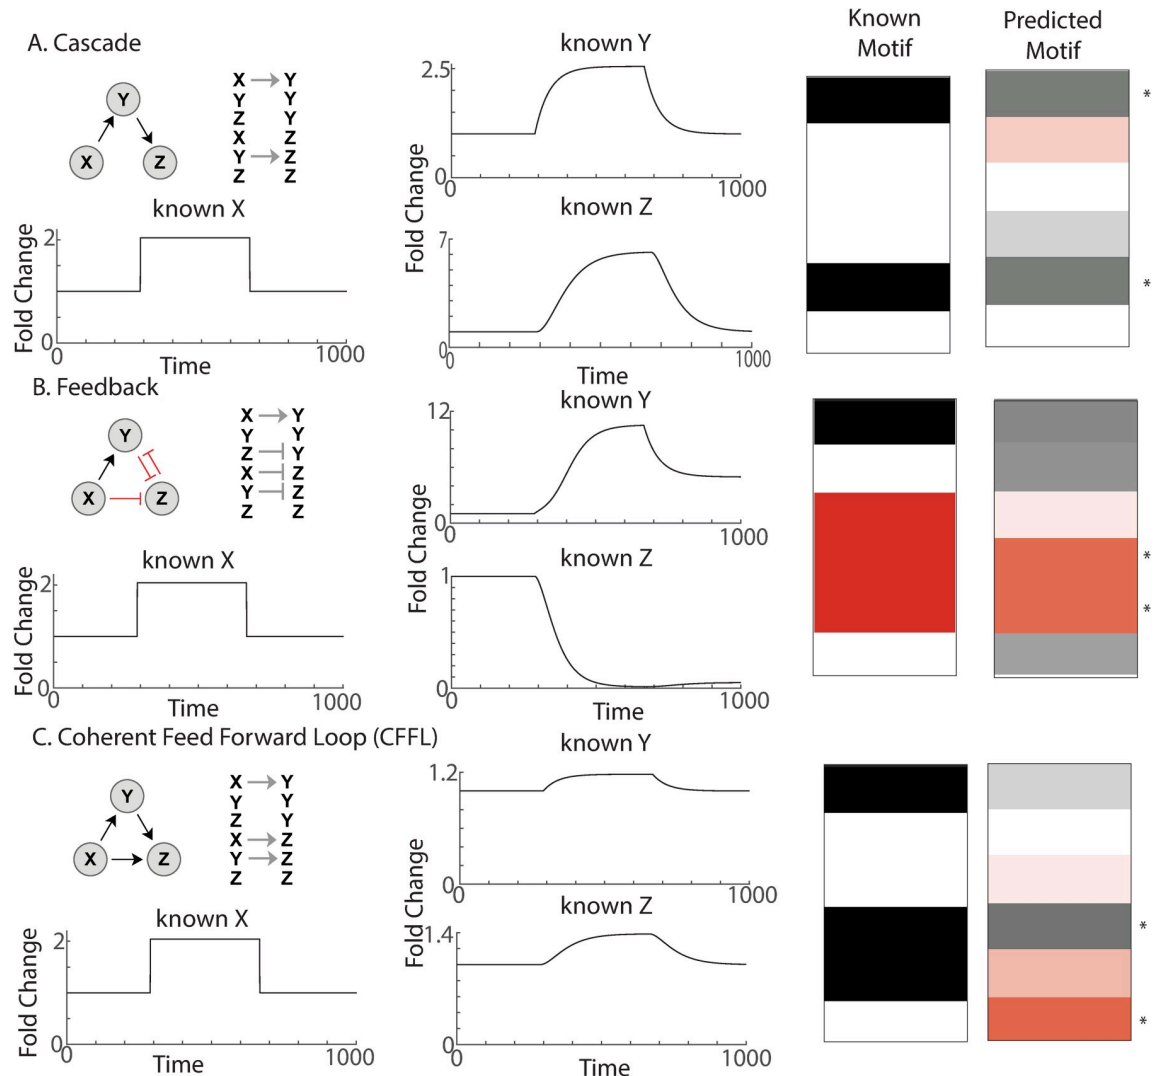 Known Motif
Predicted Motif
A. Cascade
Y
X
Z
X → Y
Y Y
Z Y
X Z
Y → Z
Z Z
known X
Fold Change
2
0
0
1000
Time
known Y
Fold Change
2.5
0
0
1000
known Z
7
0
0
1000
Time
*
*
B. Feedback
Y
X
Z
X → Y
Y Y
Z ⊣ Y
X ⊣ Z
Y ⊣ Z
Z Z
known X
Fold Change
2
0
0
1000
Time
known Y
Fold Change
12
0
0
1000
known Z
1
0
0
1000
Time
*
*
C. Coherent Feed Forward Loop (CFFL)
Y
X
Z
X → Y
Y Y
Z Y
X → Z
Y → Z
Z Z
known X
Fold Change
2
0
0
1000
Time
known Y
Fold Change
1.2
0
0
1000
known Z
1.4
0
0
1000
Time
*
*